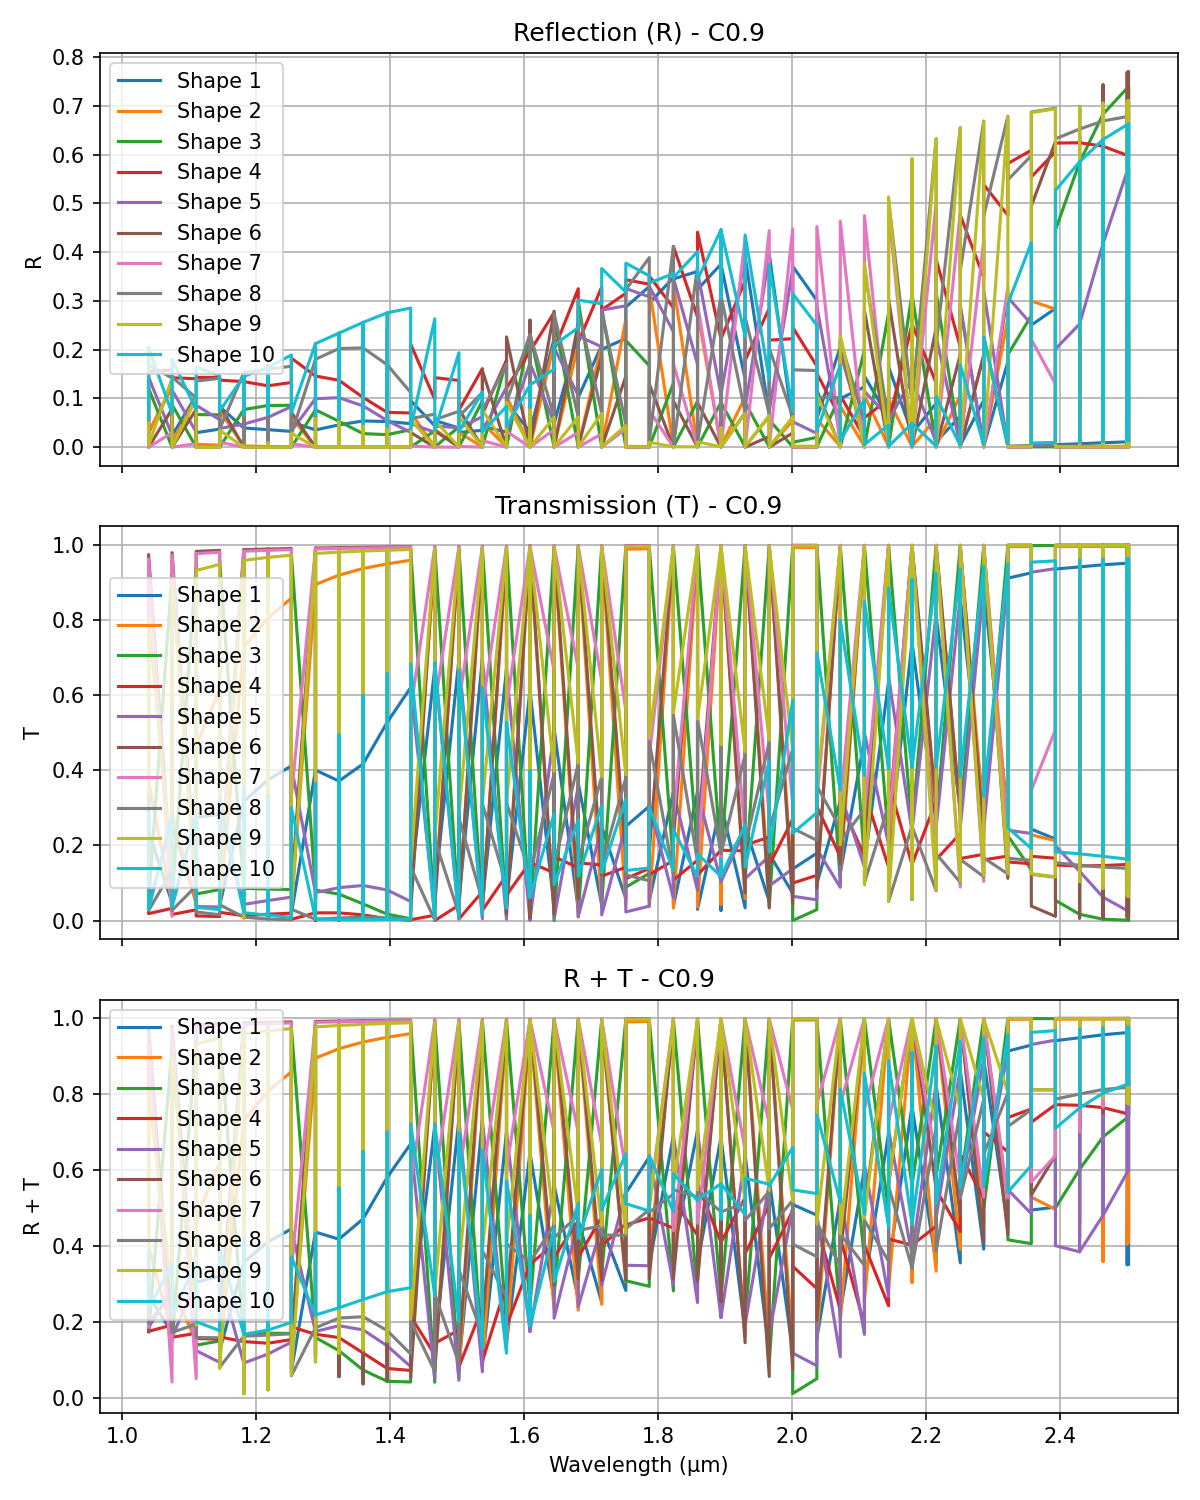 Reflection (R) - C0.9
0.8
0.7
0.6
0.5
0.4
0.3
0.2
0.1
0.0
R
Shape 1
Shape 2
Shape 3
Shape 4
Shape 5
Shape 6
Shape 7
Shape 8
Shape 9
Shape 10
Transmission (T) - C0.9
1.0
0.8
0.6
0.4
0.2
0.0
T
Shape 1
Shape 2
Shape 3
Shape 4
Shape 5
Shape 6
Shape 7
Shape 8
Shape 9
Shape 10
R + T - C0.9
1.0
0.8
0.6
0.4
0.2
0.0
R + T
Shape 1
Shape 2
Shape 3
Shape 4
Shape 5
Shape 6
Shape 7
Shape 8
Shape 9
Shape 10
1.0 1.2 1.4 1.6 1.8 2.0 2.2 2.4
Wavelength (μm)